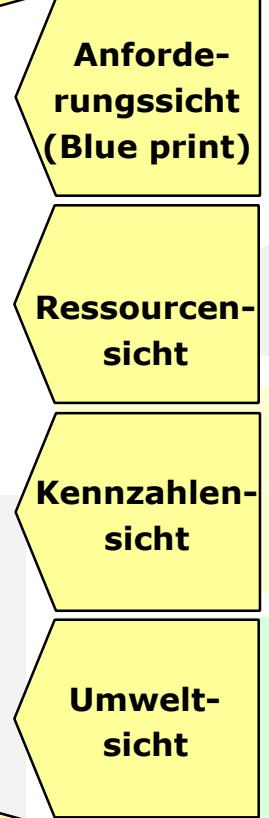 Anforde-
rungssicht
(Blue print)
Ressourcen-
sicht
Kennzahlen-
sicht
Umwelt-
sicht